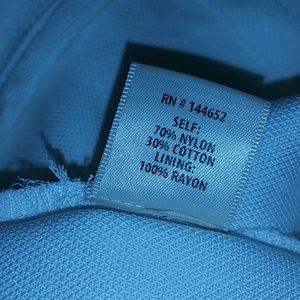 RN # 144652
SELF:
70% NYLON
30% COTTON
LINING:
100% RAYON